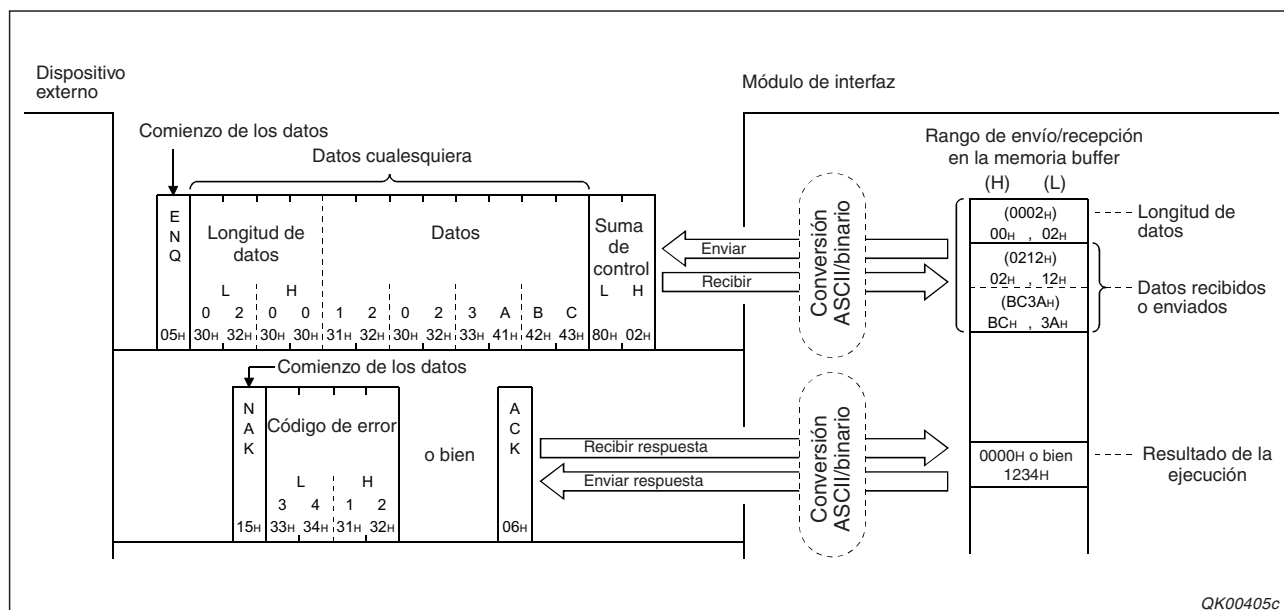 Dispositivo
externo
Módulo de interfaz
Comienzo de los datos
Datos cualesquiera
Rango de envío/recepción
en la memoria buffer
(H) (L)
E
N
Q
Longitud de
datos
Datos
Suma
de
control
L H
L H
0 2 0 0 1 2 0 2 3 A B C
05H 30H 32H 30H 30H 31H 32H 30H 32H 33H 41H 42H 43H 80H 02H
Enviar
Recibir
Conversión
ASCII/binario
(0002H)
00H , 02H
(0212H)
02H , 12H
(BC3AH)
BCH , 3AH
Longitud de
datos
Datos recibidos
o enviados
Comienzo de los datos
N
A
K
Código de error
L H
3 4 1 2
15H 33H 34H 31H 32H
o bien
A
C
K
06H
Recibir respuesta
Enviar respuesta
Conversión
ASCII/binario
0000H o bien
1234H
Resultado de la
ejecución
QK00405c